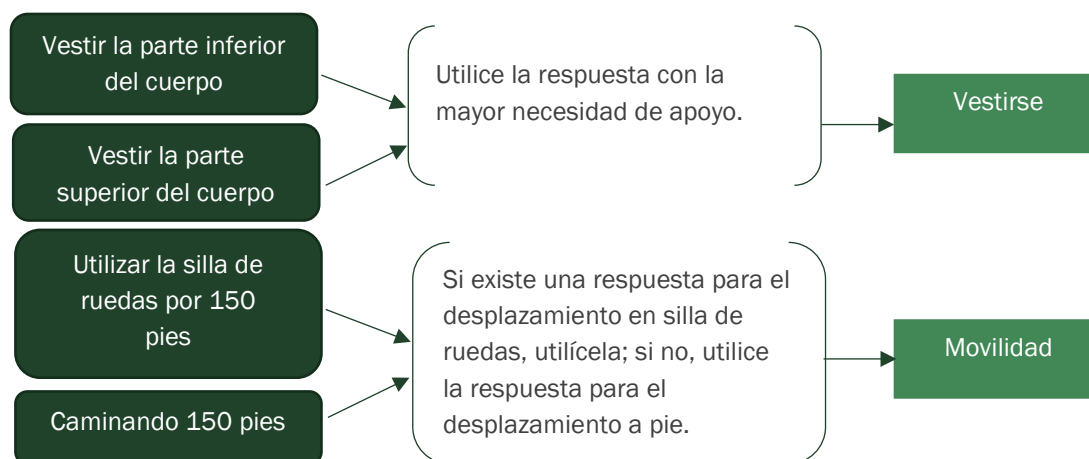 Vestir la parte inferior
del cuerpo
Vestir la parte
superior del cuerpo
Utilice la respuesta con la
mayor necesidad de apoyo.
Vestirse
Utilizar la silla de
ruedas por 150
pies
Caminando 150 pies
Si existe una respuesta para el
desplazamiento en silla de
ruedas, utilícela; si no, utilice
la respuesta para el
desplazamiento a pie.
Movilidad